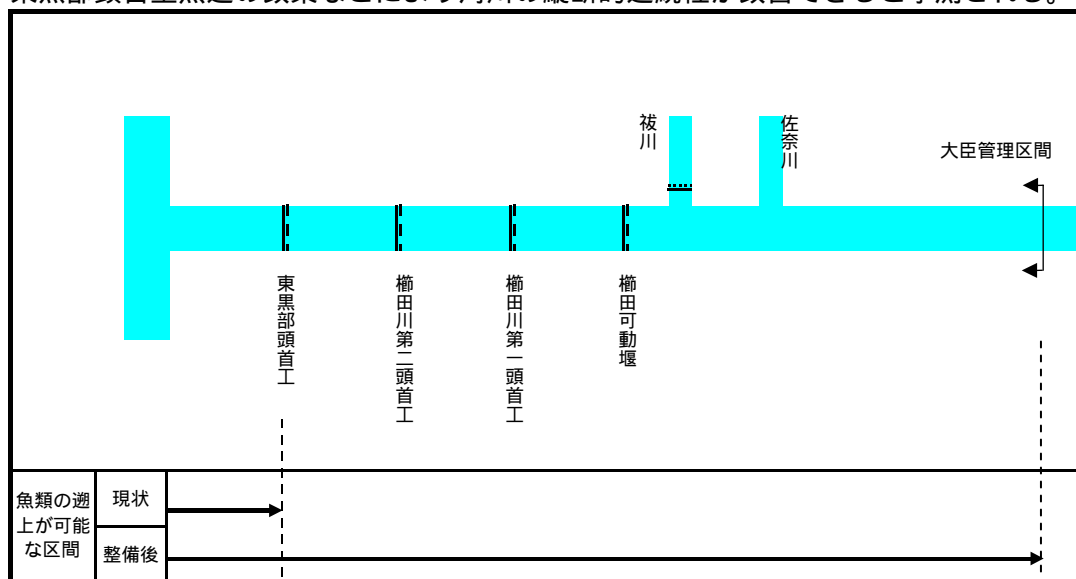 東黒部頭首工魚道の改築などにより河川の縦断的連続性が改善できると予測される。
祓川
佐奈川
大臣管理区間
東黒部頭首工
櫛田川第二頭首工
櫛田川第一頭首工
櫛田可動堰
魚類の遡
上が可能
な区間
現状
整備後